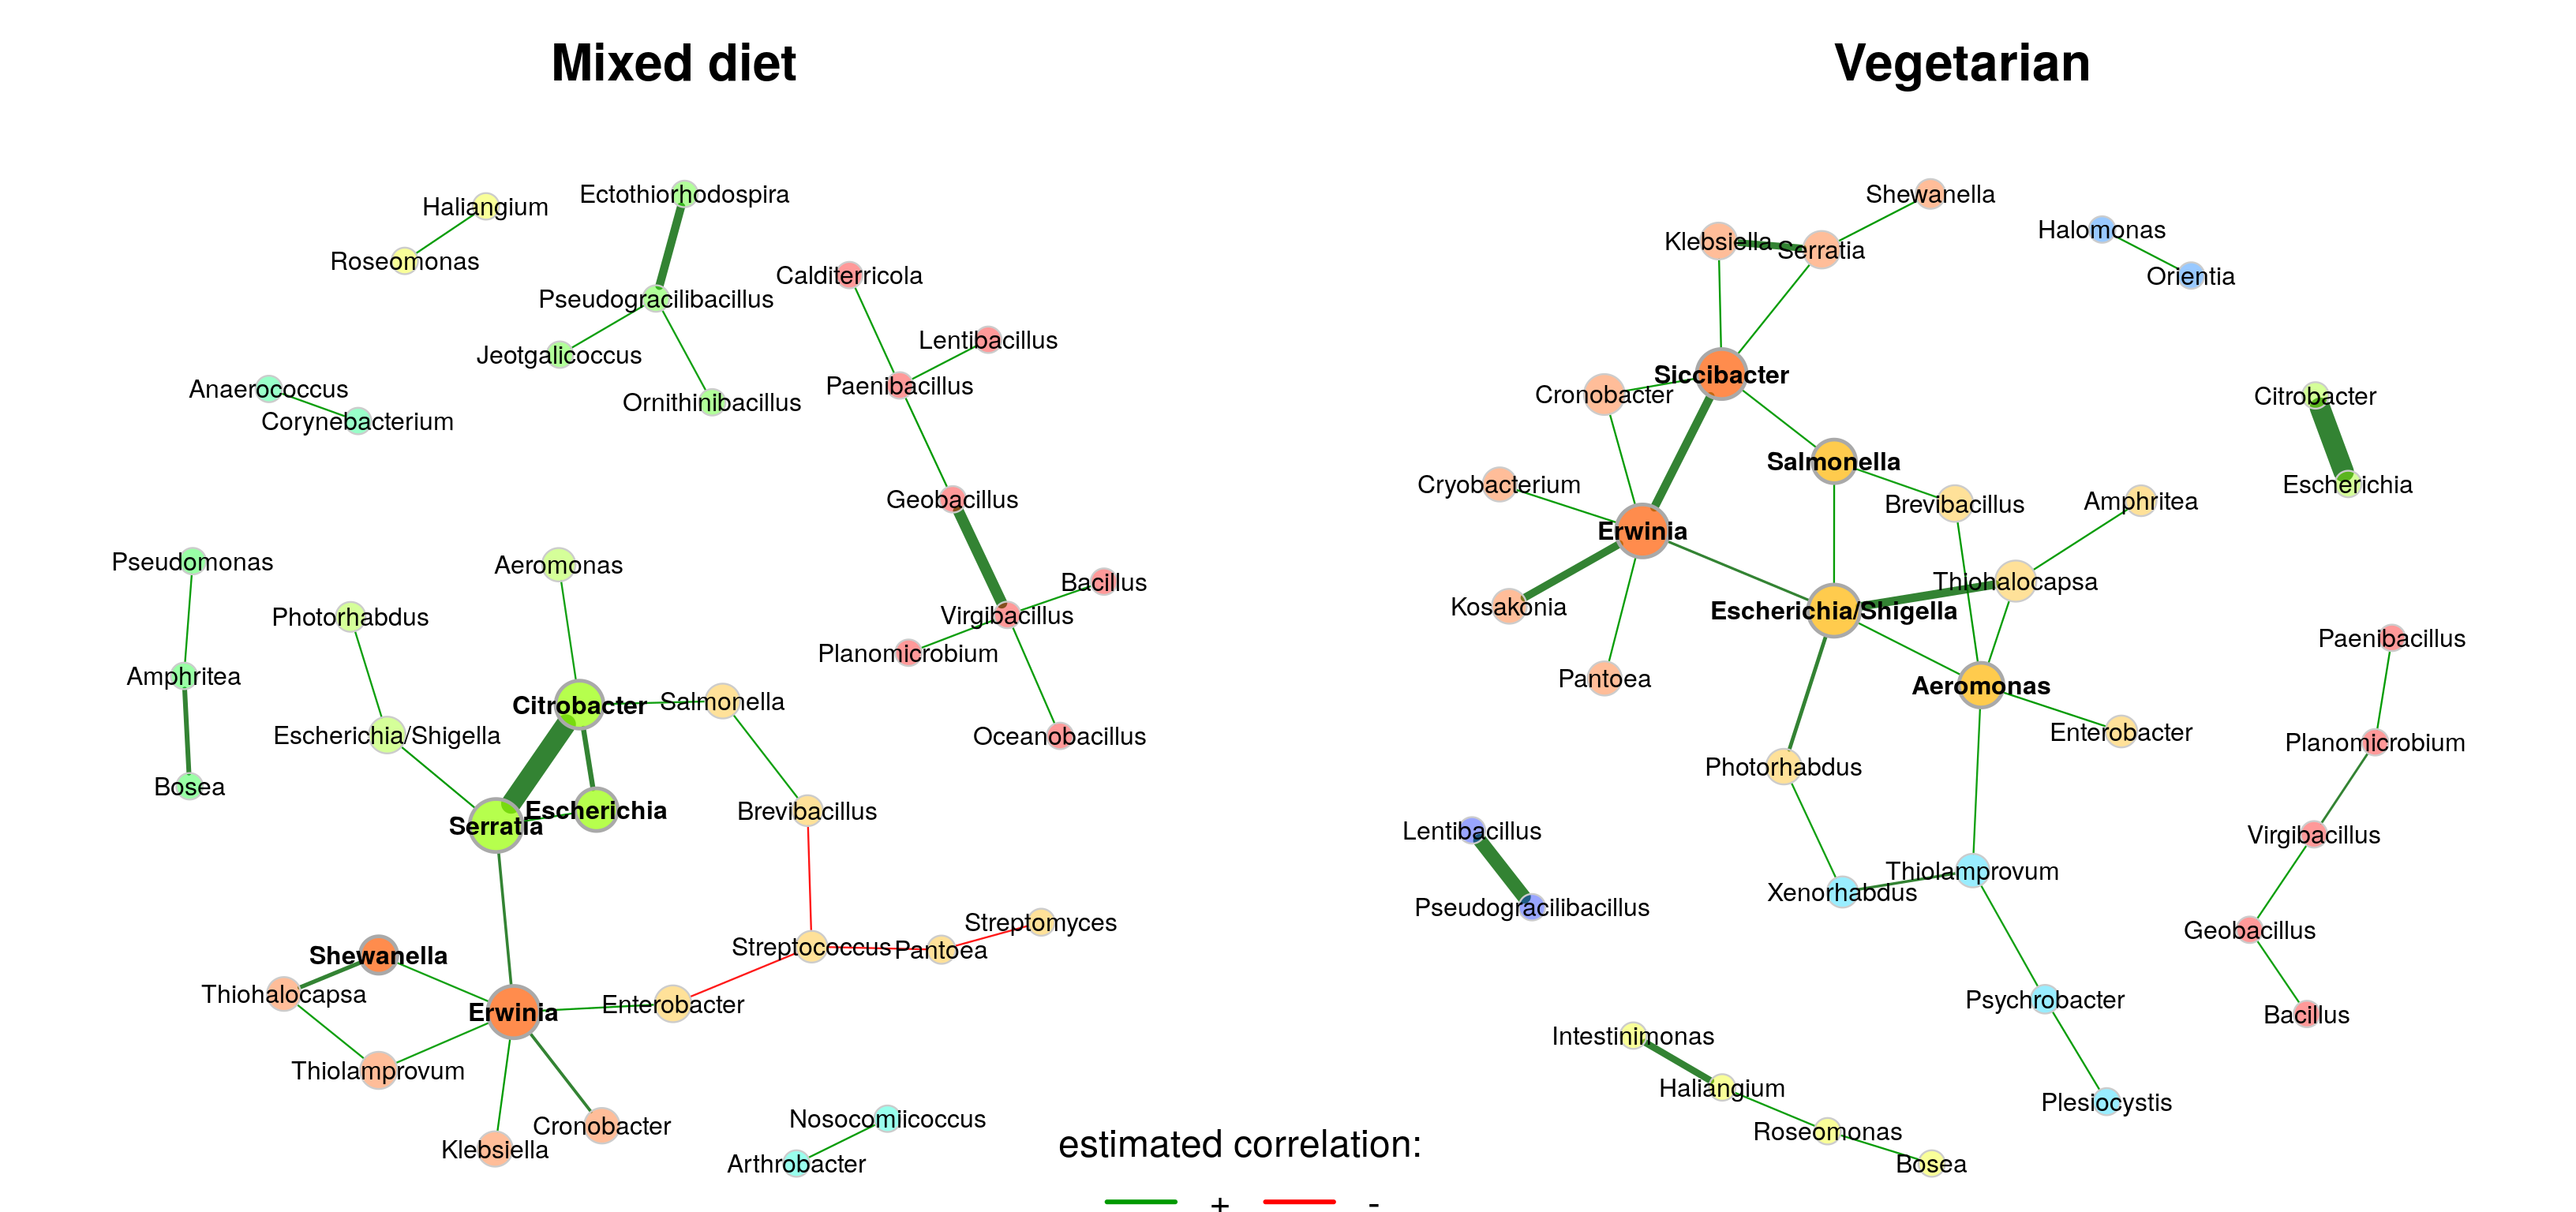 Mixed diet
Haliangium
Roseomonas
Ectothiorhodospira
Pseudogracilibacillus
Jeotgalicoccus
Ornithinibacillus
Calditerricola
Lentibacillus
Paenibacillus
Anaerococcus
Corynebacterium
Geobacillus
Bacillus
Virgibacillus
Planomicrobium
Oceanobacillus
Pseudomonas
Amphritea
Bosea
Photorhabdus
Escherichia/Shigella
Aeromonas
Citrobacter
Salmonella
Escherichia
Serratia
Brevibacillus
Streptomyces
Streptococcus
Pantoea
Shewanella
Thiohalocapsa
Erwinia
Enterobacter
Thiolamprovum
Klebsiella
Cronobacter
Nosocomiicoccus
Arthrobacter
Vegetarian
Shewanella
Klebsiella
Serratia
Halomonas
Orientia
Siccibacter
Cronobacter
Citrobacter
Escherichia
Salmonella
Cryobacterium
Brevibacillus
Amphritea
Erwinia
Thiohalocapsa
Kosakonia
Escherichia/Shigella
Pantoea
Aeromonas
Enterobacter
Photorhabdus
Paenibacillus
Planomicrobium
Virgibacillus
Geobacillus
Bacillus
Lentibacillus
Pseudogracilibacillus
Thiolamprovum
Xenorhabdus
Psychrobacter
Plesiocystis
Intestinimonas
Haliangium
Roseomonas
Bosea
estimated correlation:
+ -